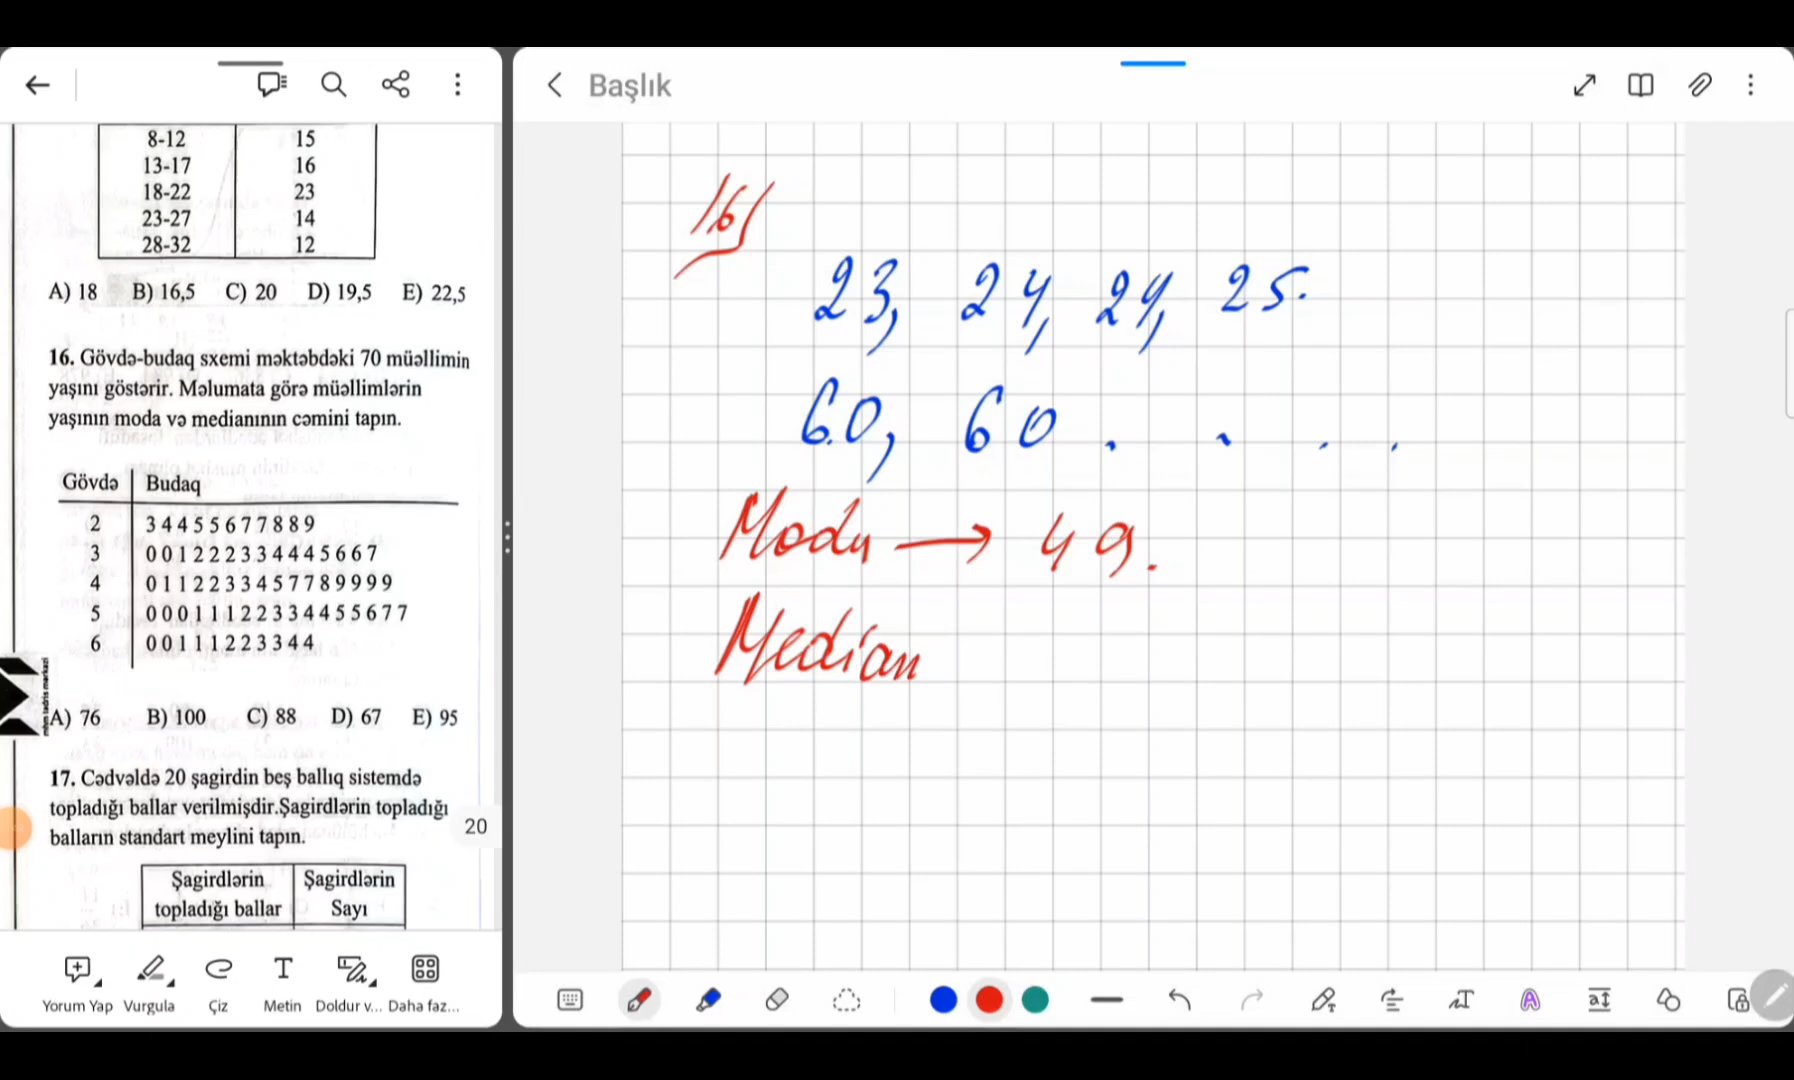 Başlık
8-12 15
13-17 16
18-22 23
23-27 14
28-32 12
A) 18 B) 16,5 C) 20 D) 19,5 E) 22,5
16. Gövdə-budaq sxemi məktəbdəki 70 müəllimin
yaşını göstərir. Məlumata görə müəllimlərin
yaşının moda və medianının cəmini tapın.
Gövdə Budaq
2 3 4 4 5 5 6 7 7 8 8 9
3 0 0 1 2 2 2 3 3 4 4 4 5 6 6 7
4 0 1 1 2 2 3 3 4 5 7 7 8 9 9 9 9
5 0 0 0 1 1 1 2 2 3 3 4 4 5 5 6 7 7
6 0 0 1 1 1 2 2 3 3 4 4
A) 76 B) 100 C) 88 D) 67 E) 95
17. Cədvəldə 20 şagirdin beş ballıq sistemdə
topladığı ballar verilmişdir.Şagirdlərin topladığı
balların standart meylini tapın.
20
Şagirdlərin Şagirdlərin
topladığı ballar Sayı
Yorum Yap Vurgula Çiz Metin Doldur v... Daha faz...
16)
23, 24, 24, 25.
60, 60 . . . .
Moda → 49.
Median